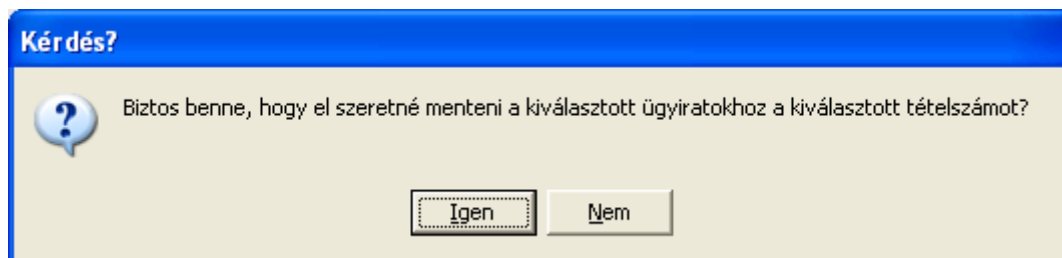 Kérdés?
Biztos benne, hogy el szeretné menteni a kiválasztott ügyiratokhoz a kiválasztott tételszámot?
Igen Nem